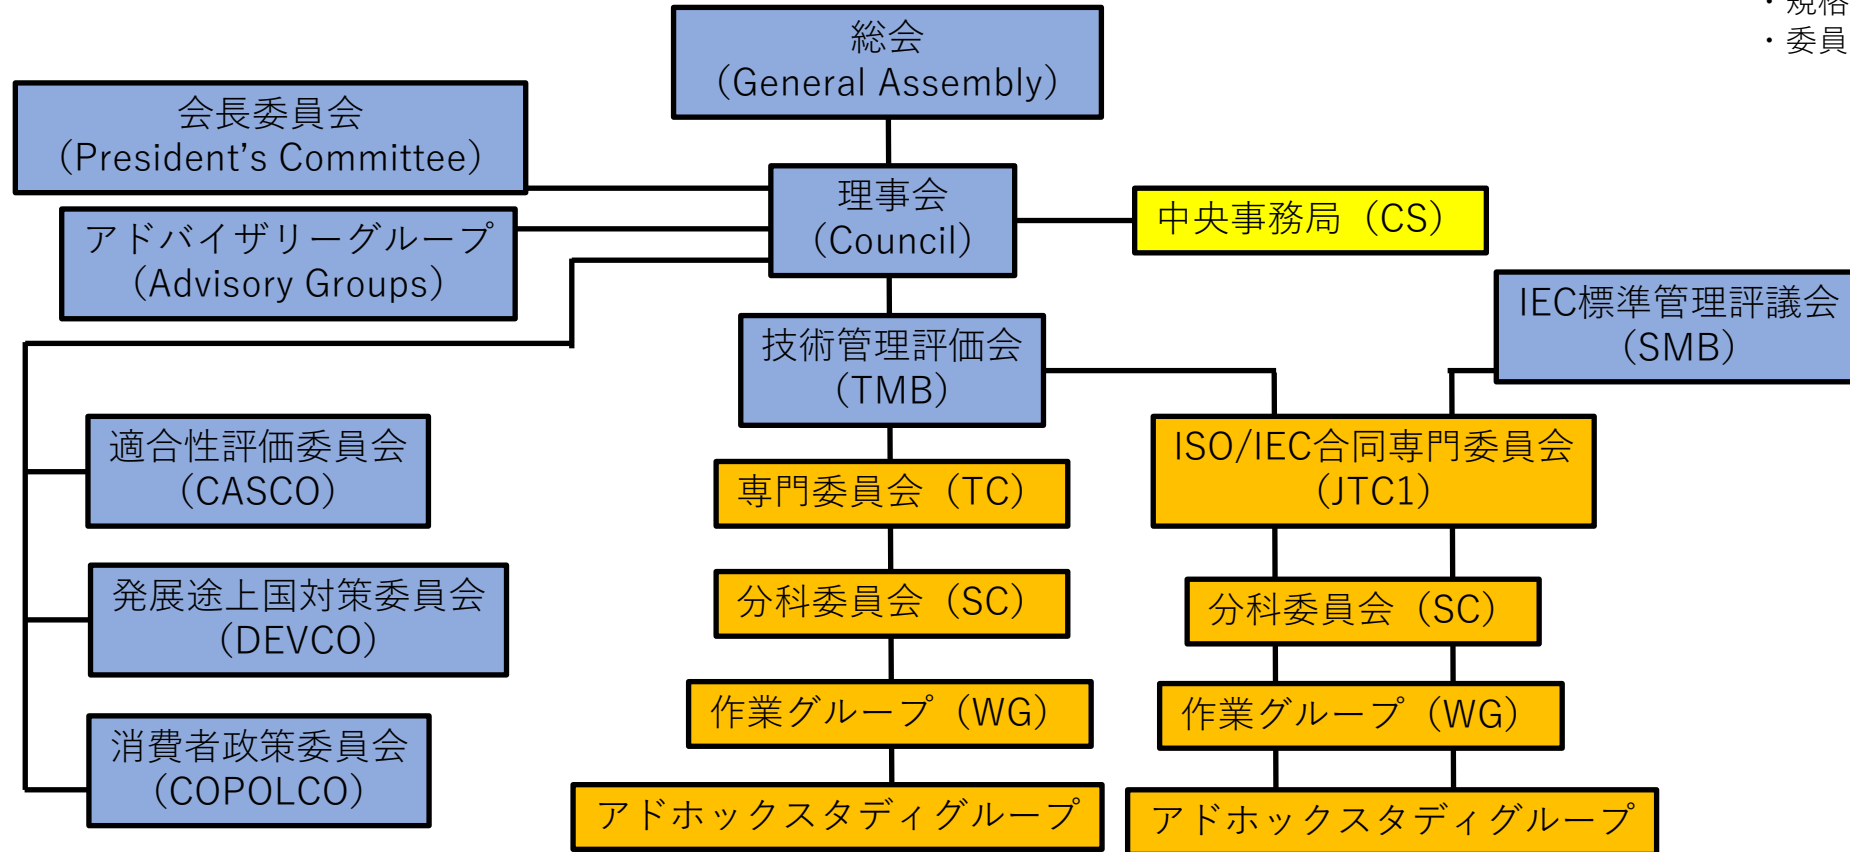 ・規格
・委員
総会
（General Assembly）
会長委員会
（President’s Committee）
理事会
（Council）
中央事務局（CS）
アドバイザリーグループ
（Advisory Groups）
IEC標準管理評議会
（SMB）
技術管理評価会
（TMB）
適合性評価委員会
（CASCO）
ISO/IEC合同専門委員会
（JTC1）
専門委員会（TC）
発展途上国対策委員会
（DEVCO）
分科委員会（SC）
分科委員会（SC）
作業グループ（WG）
作業グループ（WG）
消費者政策委員会
（COPOLCO）
アドホックスタディグループ
アドホックスタディグループ